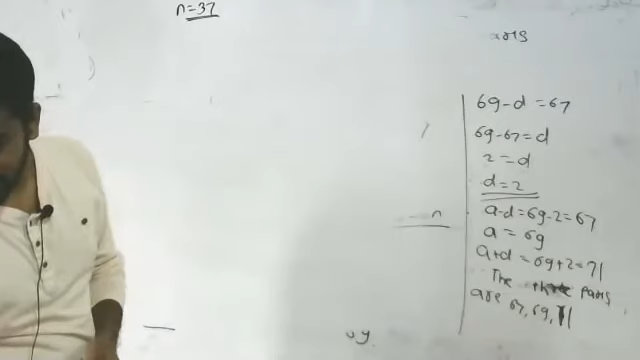 n=37
69-d=67
69-67=d
2=d
d=2
a-d=69-2=67
a=69
a+d=69+2=71
The parts
are 67,69,71